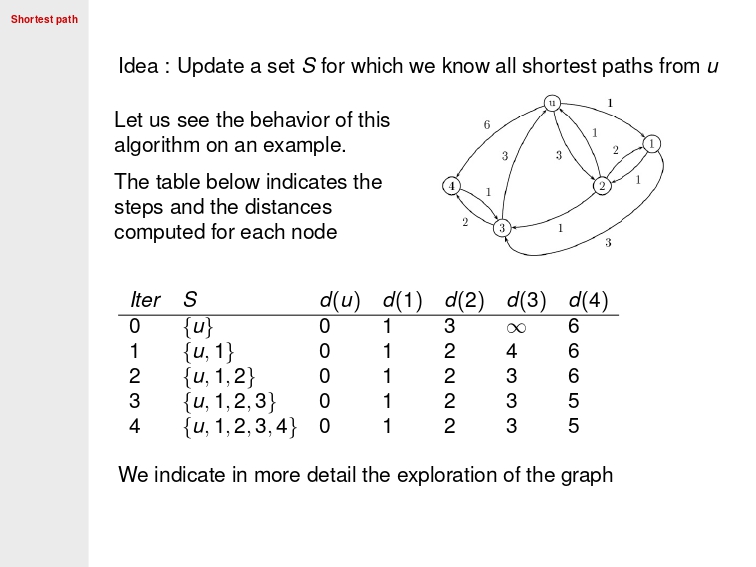 Shortest path
Idea : Update a set S for which we know all shortest paths from u
Let us see the behavior of this
algorithm on an example.
The table below indicates the
steps and the distances
computed for each node
u
1
6
1
1
3
3
2
4
1
2
1
2
3
1
3
Iter S d(u) d(1) d(2) d(3) d(4)
0 {u} 0 1 3 ∞ 6
1 {u, 1} 0 1 2 4 6
2 {u, 1, 2} 0 1 2 3 6
3 {u, 1, 2, 3} 0 1 2 3 5
4 {u, 1, 2, 3, 4} 0 1 2 3 5
We indicate in more detail the exploration of the graph